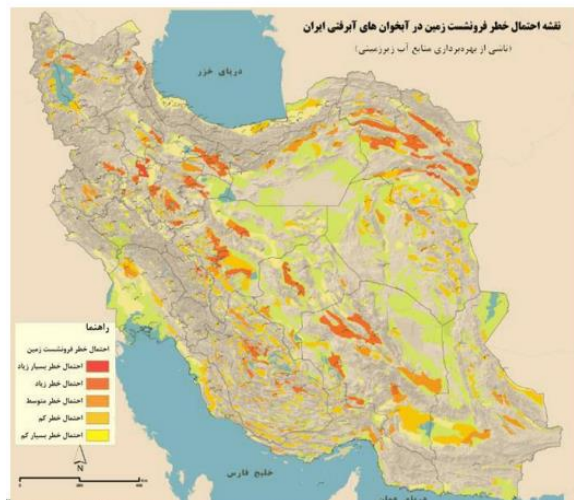 نقشه احتمال خطر فرونشست زمین در آبخوان های آبرفتی ایران
(ناشی از بهره‌برداری منابع آب زیرزمینی)
دریای خزر
راهنما
احتمال خطر فرونشست زمین
احتمال خطر بسیار زیاد
احتمال خطر زیاد
احتمال خطر متوسط
احتمال خطر کم
احتمال خطر بسیار کم
N
خلیج فارس